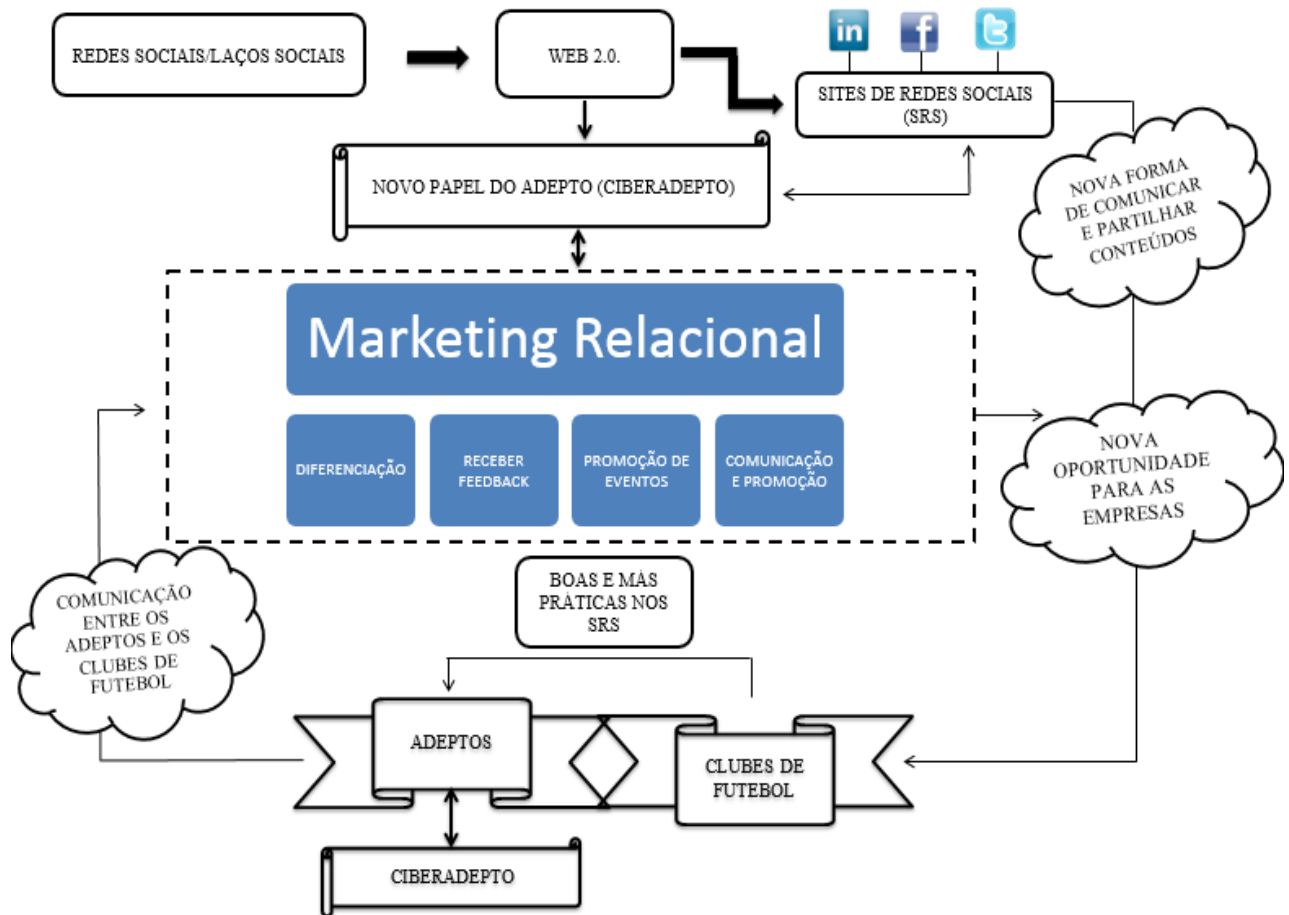 in
f
t
REDES SOCIAIS/LAÇOS SOCIAIS
WEB 2.0.
SITES DE REDES SOCIAIS
(SRS)
NOVO PAPEL DO ADEPTO (CIBERADEPTO)
NOVA FORMA
DE COMUNICAR
E PARTILHAR
CONTEÚDOS
Marketing Relacional
DIFERENCIAÇÃO
RECEBER
FEEDBACK
PROMOÇÃO DE
EVENTOS
COMUNICAÇÃO
E PROMOÇÃO
NOVA
OPORTUNIDADE
PARA AS
EMPRESAS
BOAS E MÁS
PRÁTICAS NOS
SRS
COMUNICAÇÃO
ENTRE OS
ADEPTOS E OS
CLUBES DE
FUTEBOL
ADEPTOS
CLUBES DE
FUTEBOL
CIBERADEPTO